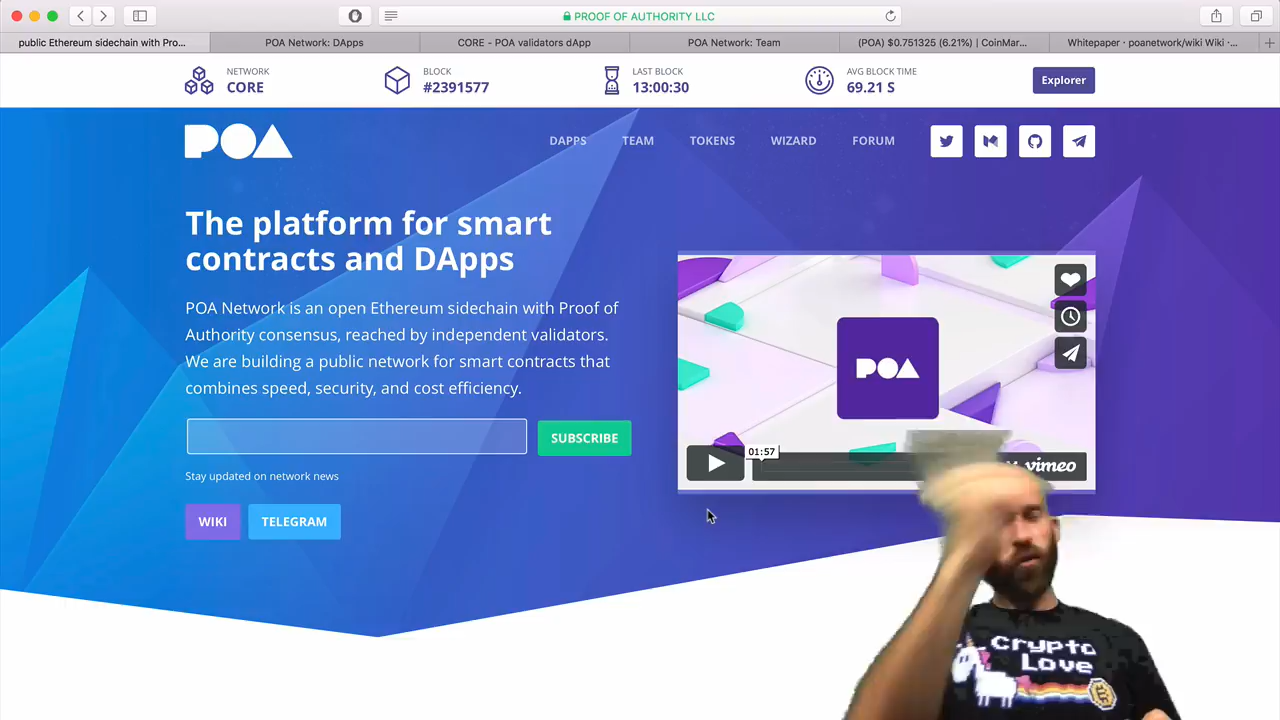 PROOF OF AUTHORITY LLC
public Ethereum sidechain with Pro...
POA Network: DApps
CORE - POA validators dApp
POA Network: Team
(POA) $0.751325 (6.21%) | CoinMar...
Whitepaper · poanetwork/wiki Wiki ·...
NETWORK
CORE
BLOCK
#2391577
LAST BLOCK
13:00:30
AVG BLOCK TIME
69.21 S
Explorer
POA
DAPPS
TEAM
TOKENS
WIZARD
FORUM
The platform for smart
contracts and DApps
POA Network is an open Ethereum sidechain with Proof of
Authority consensus, reached by independent validators.
We are building a public network for smart contracts that
combines speed, security, and cost efficiency.
SUBSCRIBE
Stay updated on network news
WIKI
TELEGRAM
POA
01:57
vimeo
Crypto
Love